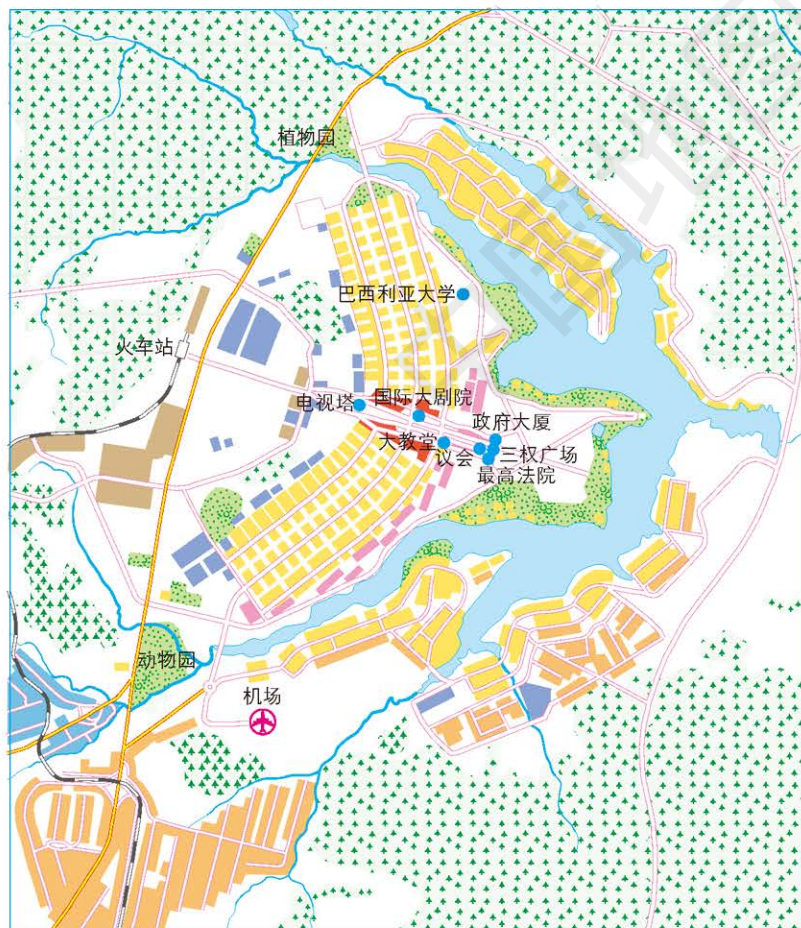 植物园
巴西利亚大学
火车站
国际大剧院
电视塔
政府大厦
大教堂
议会
三权广场
最高法院
动物园
机场